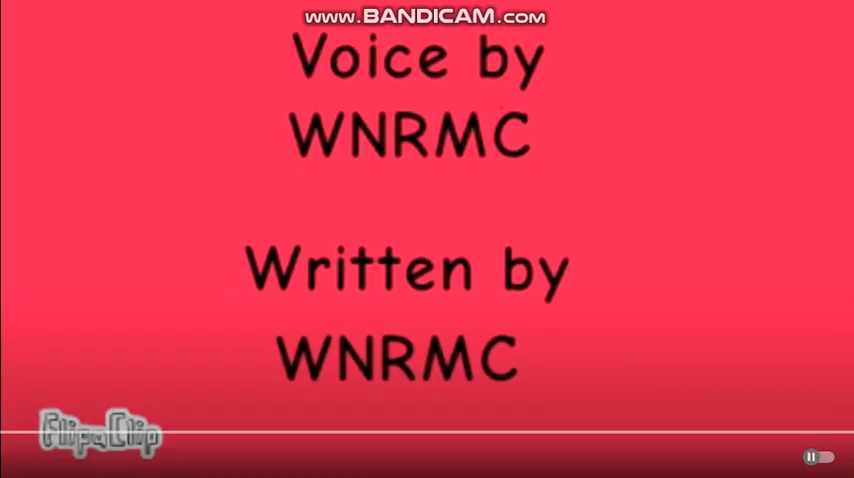 www.BANDICAM.com
Voice by
WNRMC
Written by
WNRMC
FlipaClip